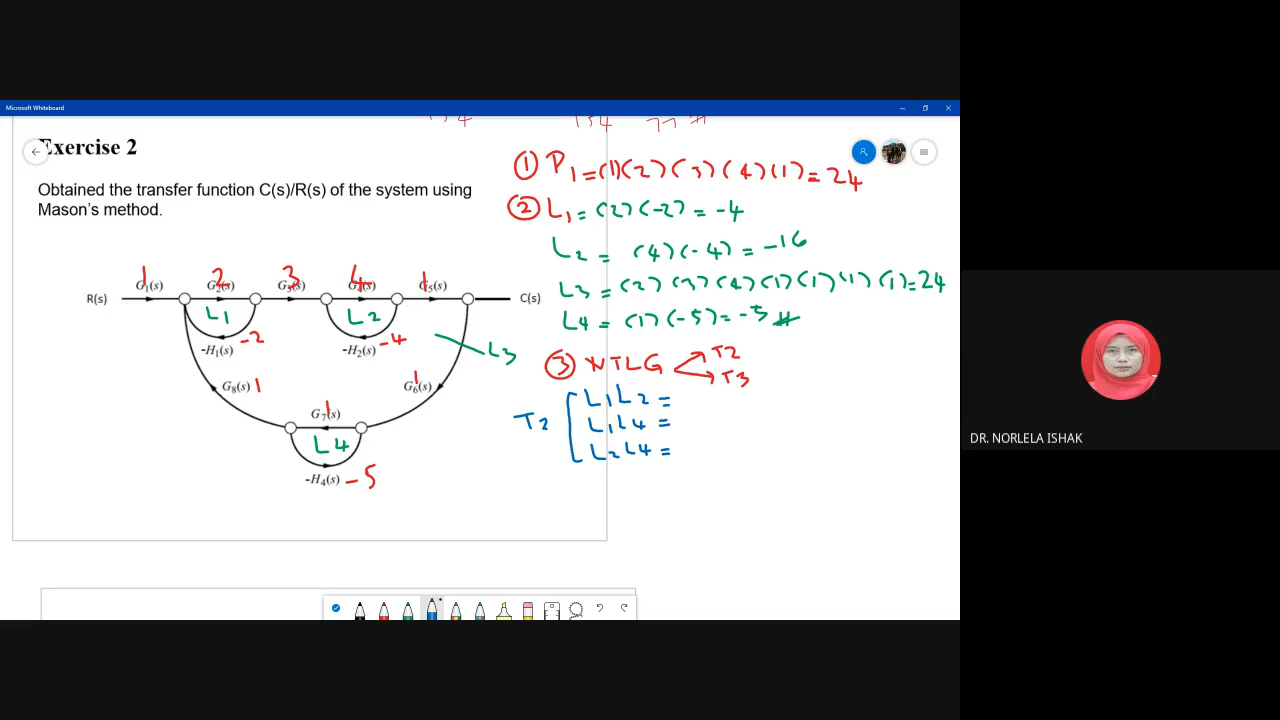 Microsoft Whiteboard
Exercise 2
Obtained the transfer function C(s)/R(s) of the system using
Mason's method.
① P1 = (1)(2)(3)(4)(1) = 24
② L1 = (2)(-2) = -4
L2 = (4)(-4) = -16
L3 = (2)(3)(4)(1)(1)(1)(1) = 24
L4 = (1)(-5) = -5 #
③ NTLG T2
T3
T2 L1L2 =
L1L4 =
L2L4 =
1 2 3 4 1
R(s) G1(s) G2(s) G3(s) G4(s) G5(s) C(s)
L1 L2
-H1(s) -2 -H2(s) -4 L3
G8(s) 1 G6(s) 1
G7(s) 1
L4
-H4(s) -5
DR. NORLELA ISHAK